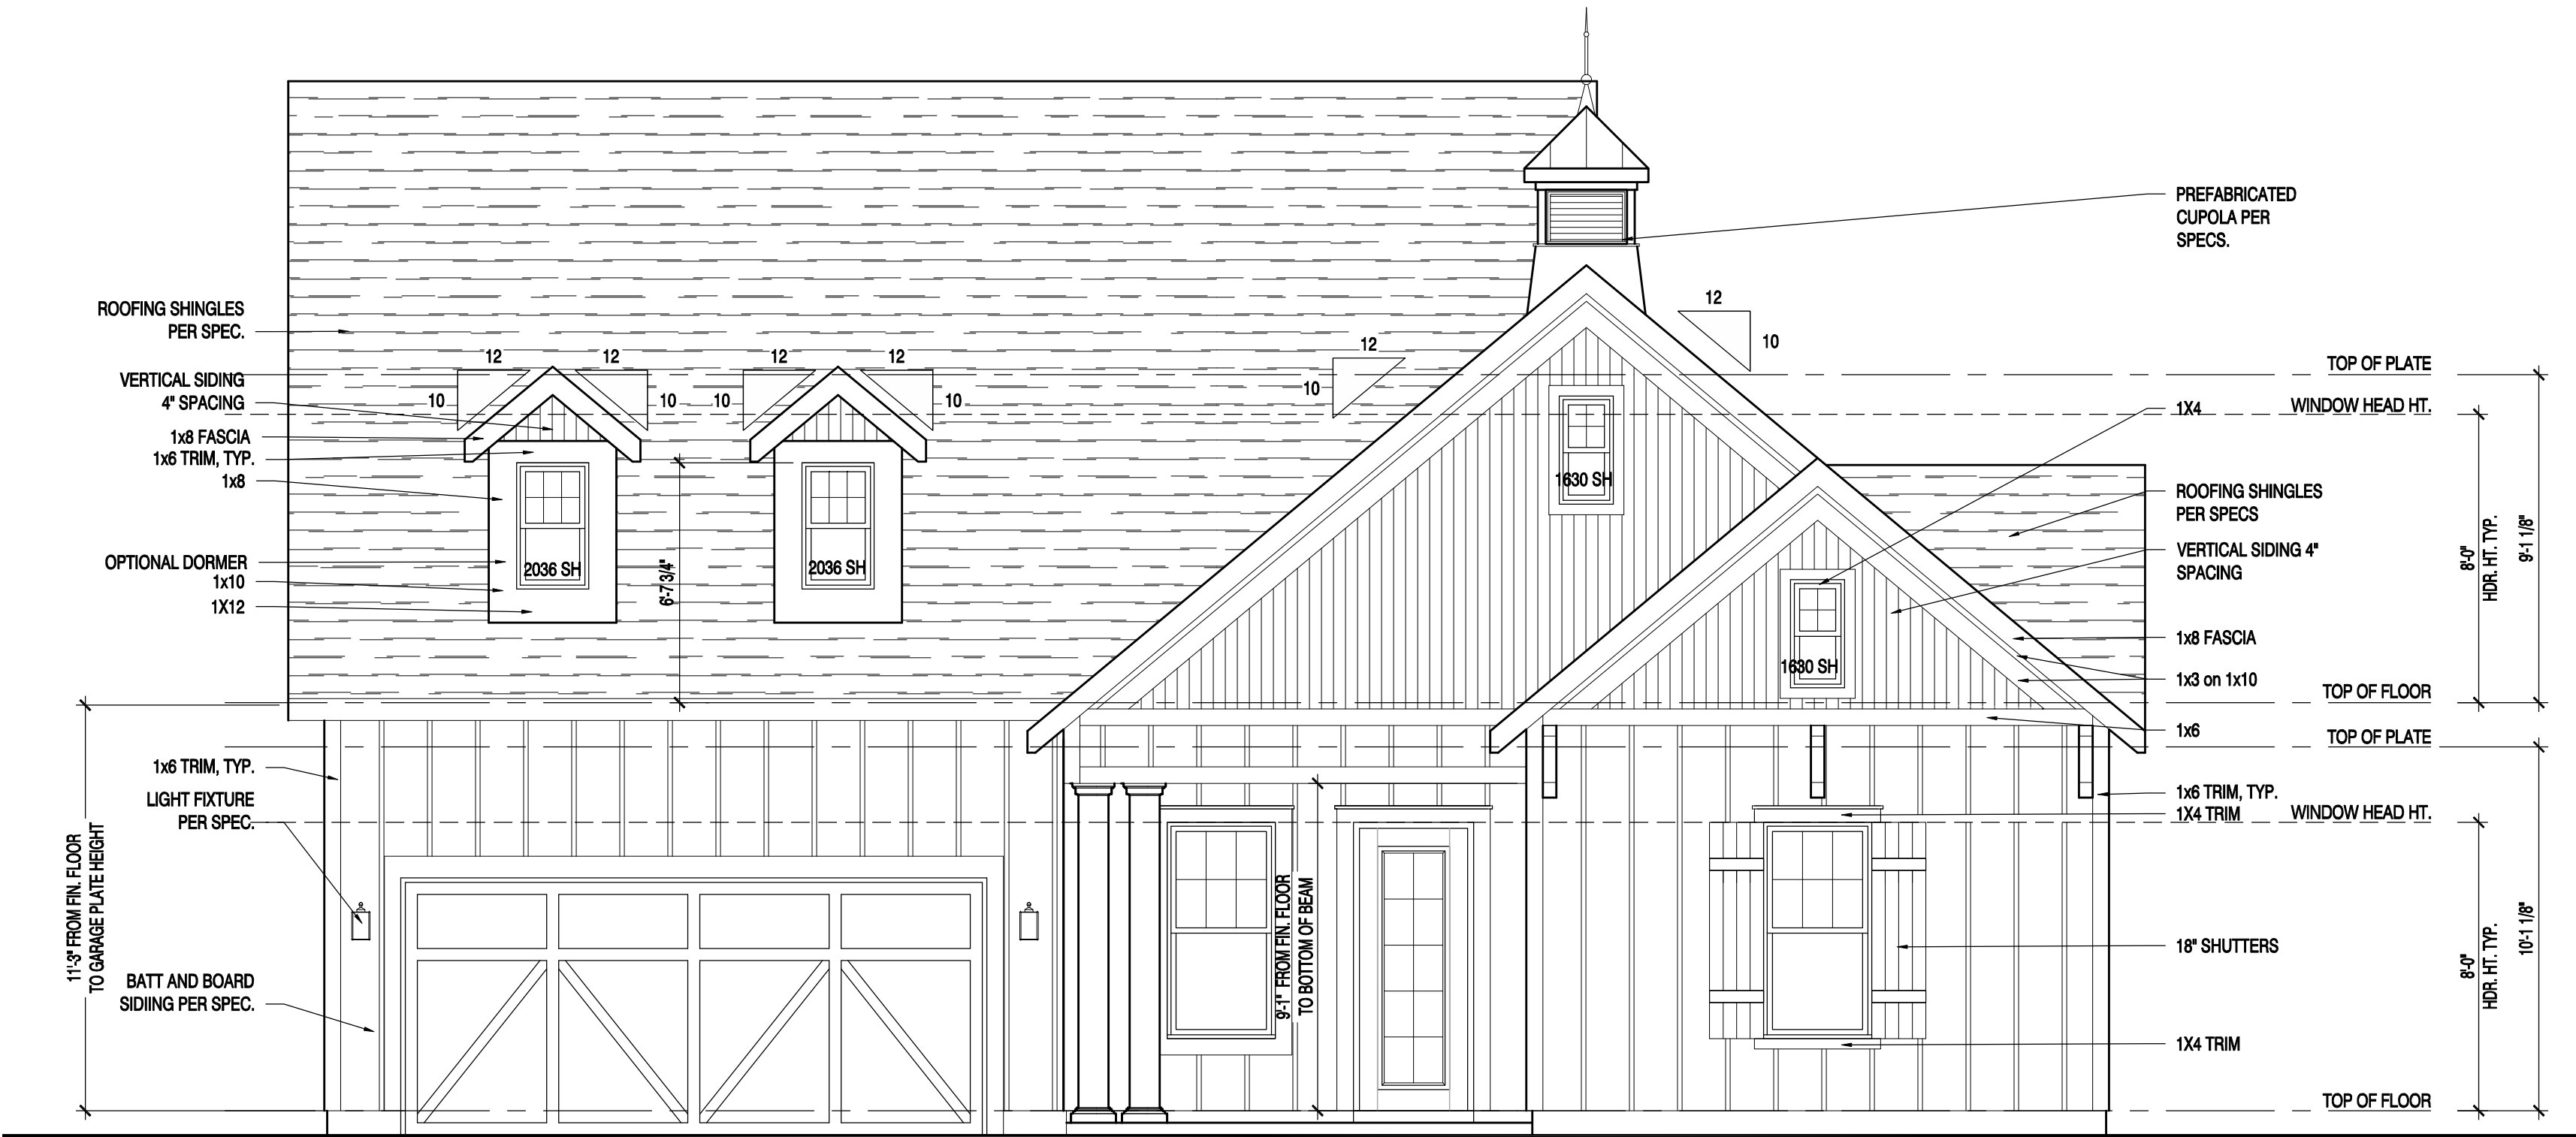 ROOFING SHINGLES
PER SPEC.
VERTICAL SIDING
4" SPACING
1x8 FASCIA
1x6 TRIM, TYP.
1x8
OPTIONAL DORMER
1x10
1X12
1x6 TRIM, TYP.
LIGHT FIXTURE
PER SPEC.
11'-3" FROM FIN. FLOOR
TO GARAGE PLATE HEIGHT
BATT AND BOARD
SIDIING PER SPEC.
12
10
12
10
12
10
12
10
2036 SH
2036 SH
6'-7 3/4"
12
10
12
10
1630 SH
1630 SH
9'-1" FROM FIN. FLOOR
TO BOTTOM OF BEAM
PREFABRICATED
CUPOLA PER
SPECS.
1X4
ROOFING SHINGLES
PER SPECS
VERTICAL SIDING 4"
SPACING
1x8 FASCIA
1x3 on 1x10
1x6
1x6 TRIM, TYP.
1X4 TRIM
18" SHUTTERS
1X4 TRIM
TOP OF PLATE
WINDOW HEAD HT.
TOP OF FLOOR
TOP OF PLATE
WINDOW HEAD HT.
TOP OF FLOOR
8'-0"
HDR. HT. TYP.
9'-1 1/8"
8'-0"
HDR. HT. TYP.
10'-1 1/8"